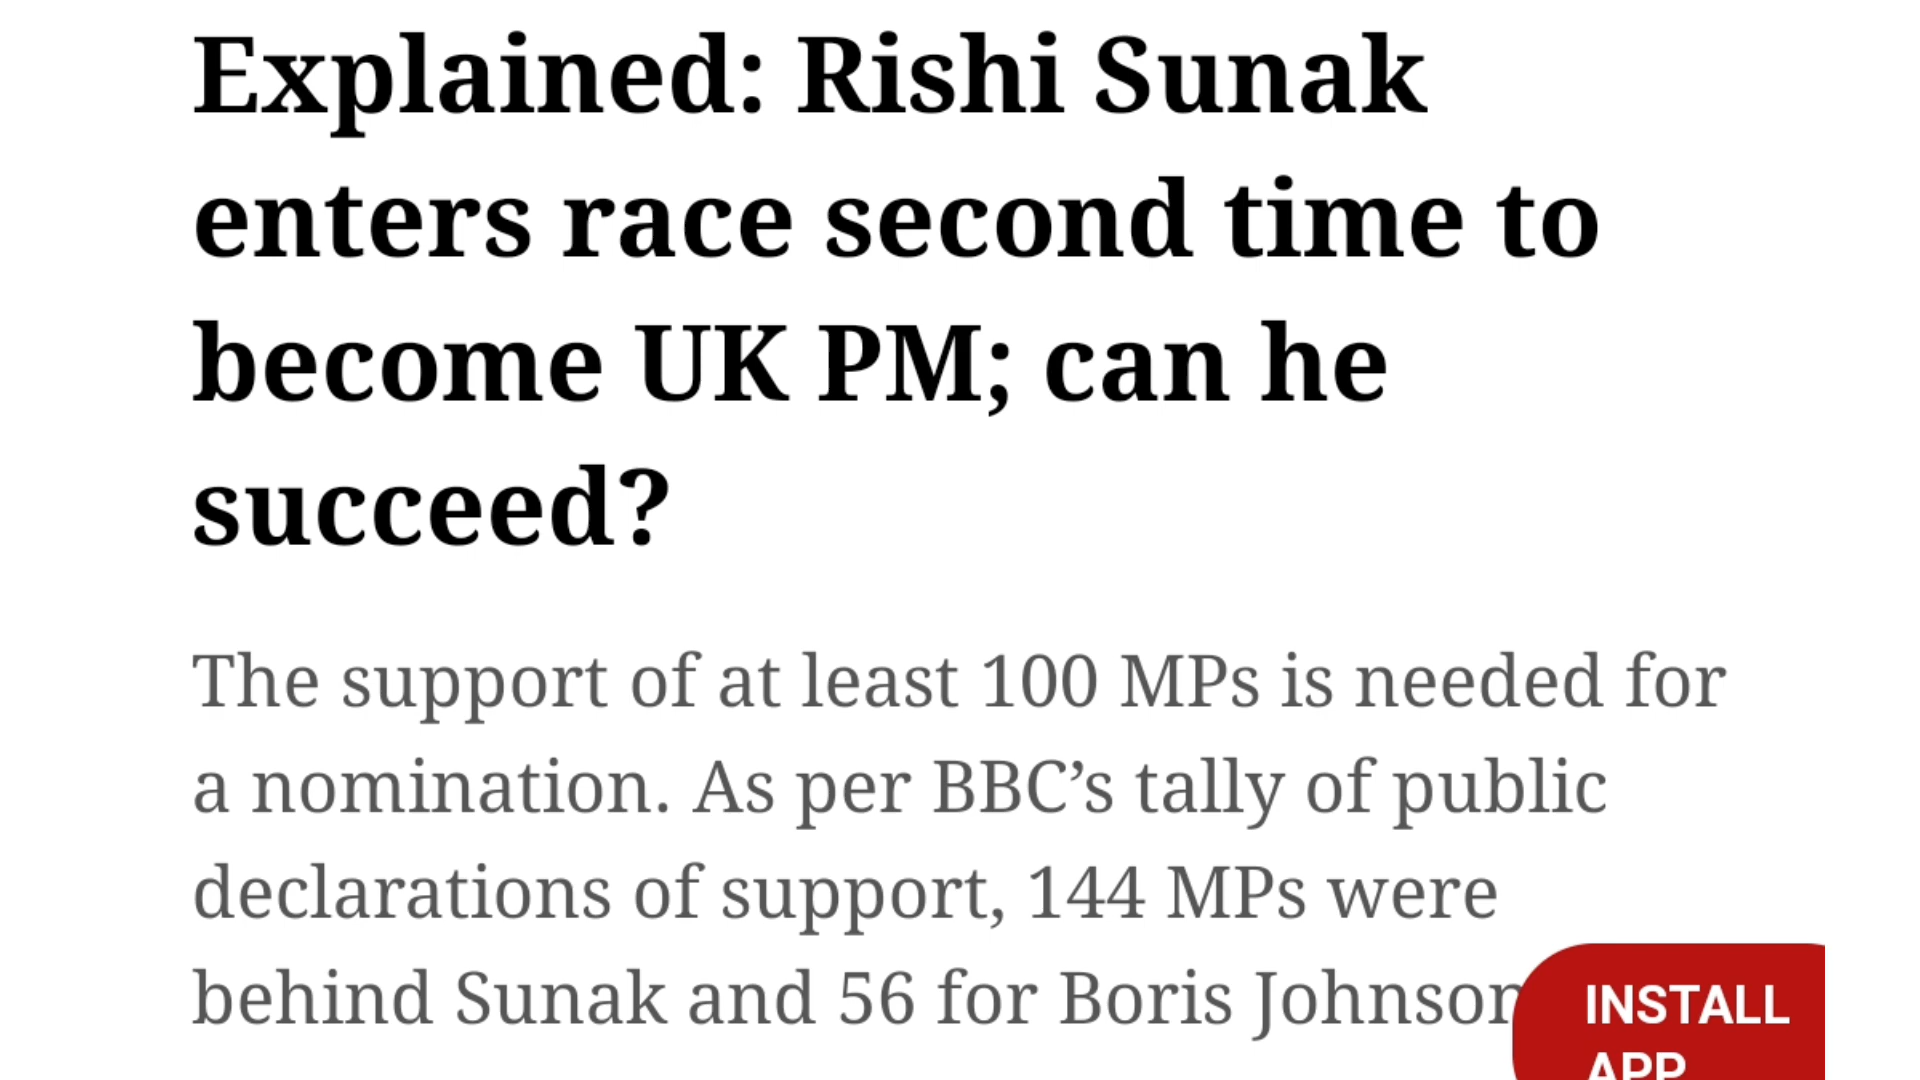 Explained: Rishi Sunak
enters race second time to
become UK PM; can he
succeed?
The support of at least 100 MPs is needed for
a nomination. As per BBC’s tally of public
declarations of support, 144 MPs were
behind Sunak and 56 for Boris Johnson
INSTALL
APP